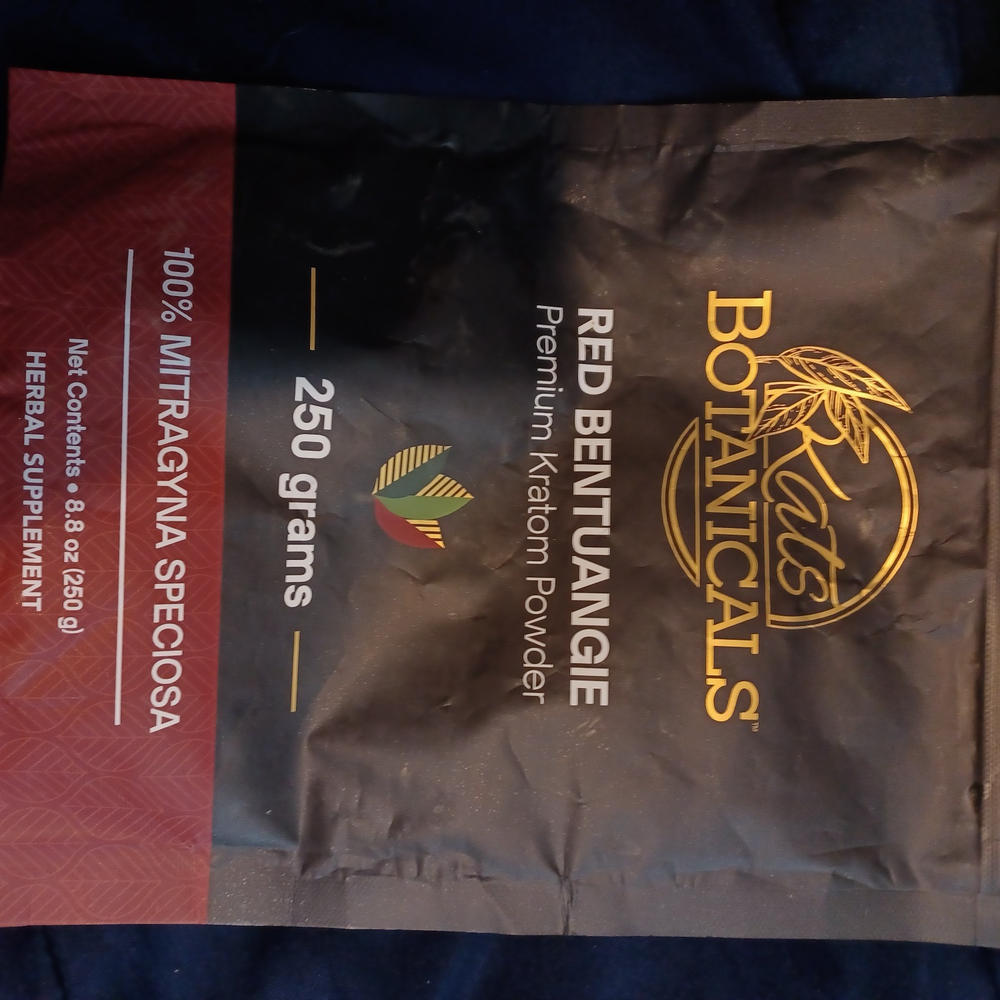 Kats
BOTANICALS™
RED BENTUANGIE
Premium Kratom Powder
250 grams
100% MITRAGYNA SPECIOSA
Net Contents • 8.8 oz (250 g)
HERBAL SUPPLEMENT